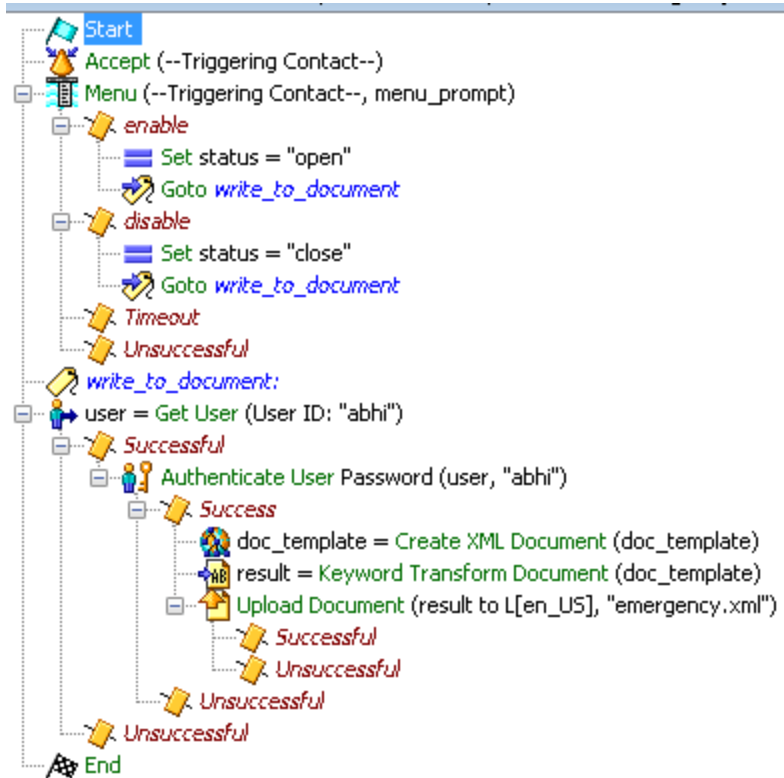 Start
Accept (--Triggering Contact--)
Menu (--Triggering Contact--, menu_prompt)
enable
Set status = "open"
Goto write_to_document
disable
Set status = "close"
Goto write_to_document
Timeout
Unsuccessful
write_to_document:
user = Get User (User ID: "abhi")
Successful
Authenticate User Password (user, "abhi")
Success
doc_template = Create XML Document (doc_template)
AB result = Keyword Transform Document (doc_template)
Upload Document (result to L[en_US], "emergency.xml")
Successful
Unsuccessful
Unsuccessful
Unsuccessful
End